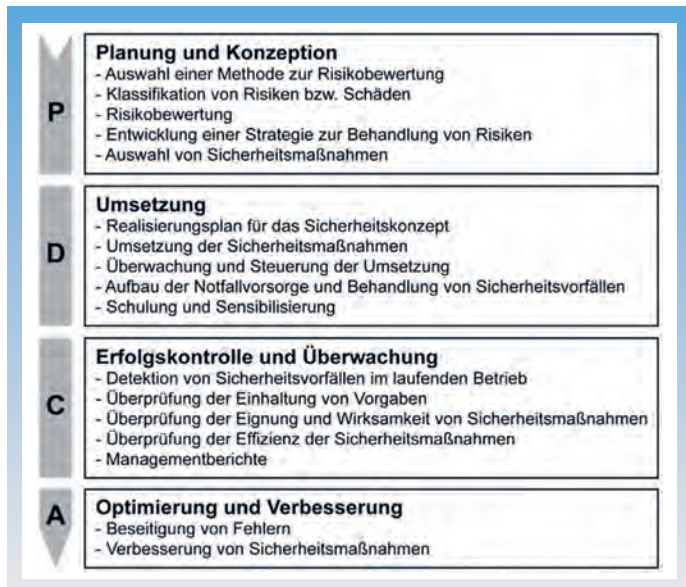 P
Planung und Konzeption
- Auswahl einer Methode zur Risikobewertung
- Klassifikation von Risiken bzw. Schäden
- Risikobewertung
- Entwicklung einer Strategie zur Behandlung von Risiken
- Auswahl von Sicherheitsmaßnahmen
D
Umsetzung
- Realisierungsplan für das Sicherheitskonzept
- Umsetzung der Sicherheitsmaßnahmen
- Überwachung und Steuerung der Umsetzung
- Aufbau der Notfallvorsorge und Behandlung von Sicherheitsvorfällen
- Schulung und Sensibilisierung
C
Erfolgskontrolle und Überwachung
- Detektion von Sicherheitsvorfällen im laufenden Betrieb
- Überprüfung der Einhaltung von Vorgaben
- Überprüfung der Eignung und Wirksamkeit von Sicherheitsmaßnahmen
- Überprüfung der Effizienz der Sicherheitsmaßnahmen
- Managementberichte
A
Optimierung und Verbesserung
- Beseitigung von Fehlern
- Verbesserung von Sicherheitsmaßnahmen